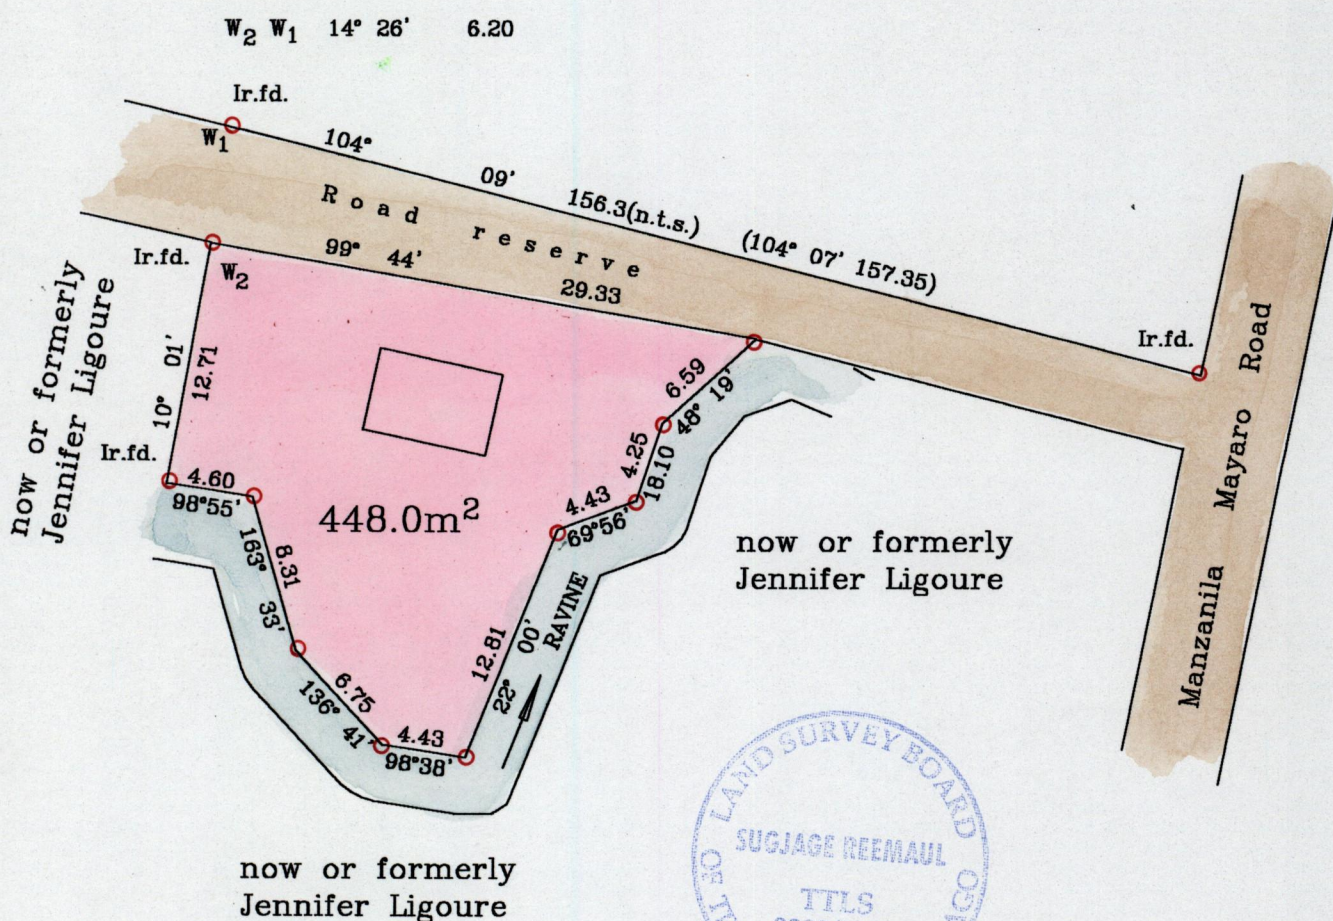 W2 W1 14° 26' 6.20
Ir.fd.
W1
104° 09' 156.3(n.t.s.) (104° 07' 157.35)
Road reserve
Ir.fd.
W2
99° 44' 29.33
Ir.fd.
now or formerly
Jennifer Ligoure
10° 01'
12.71
Ir.fd.
4.60
98°55'
6.59
48° 19'
4.25
18.10
4.43
69°56'
448.0m²
8.31
163° 33'
6.75
136° 41'
4.43
98°38'
12.81
22° 00'
RAVINE
now or formerly
Jennifer Ligoure
Manzanila Mayaro Road
now or formerly
Jennifer Ligoure
LAND SURVEY BOARD
SUGJAGE REEMAUL
TTLS